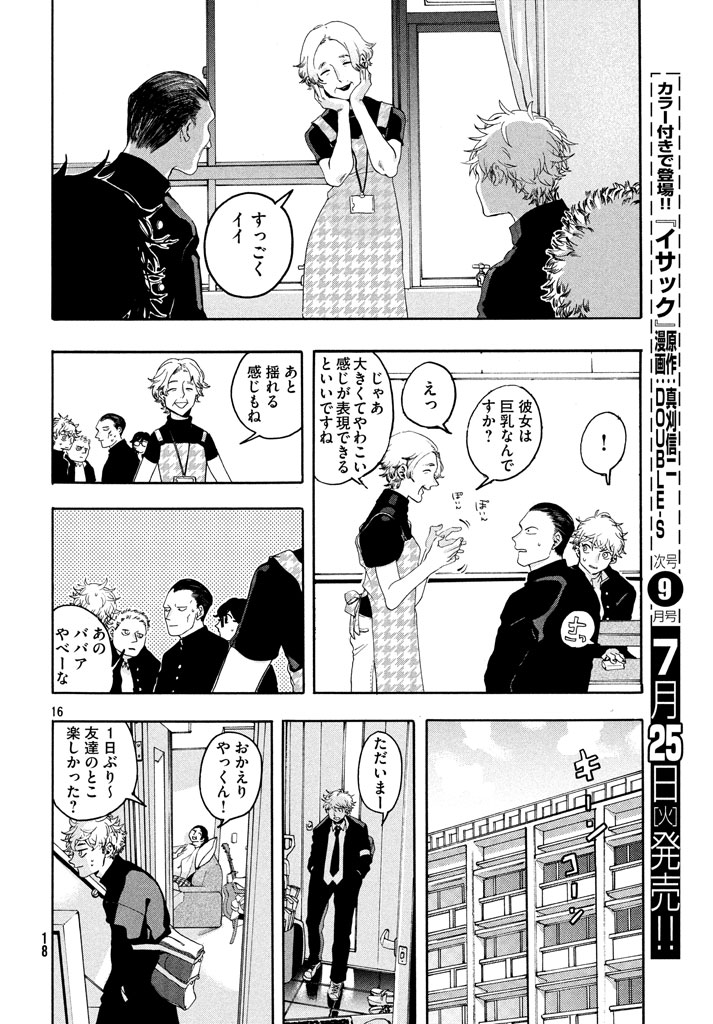 すっごく
イイ
！
彼女は
巨乳なんで
すか？
えっ
じゃあ
大きくてやわこい
感じが表現できる
といいですね
ぽいん
ぽいん
あと
揺れる
感じもね
あの
ババア
やべーな
キーンコーン
ただいまー
おかえり
やっくん！
1日ぶり〜
友達のとこ
楽しかった？
16
18
カラー付きで登場!!『イサック』原作：真刈信二
漫画：DOUBLE-S
次号9月号7月25日㈫発売!!